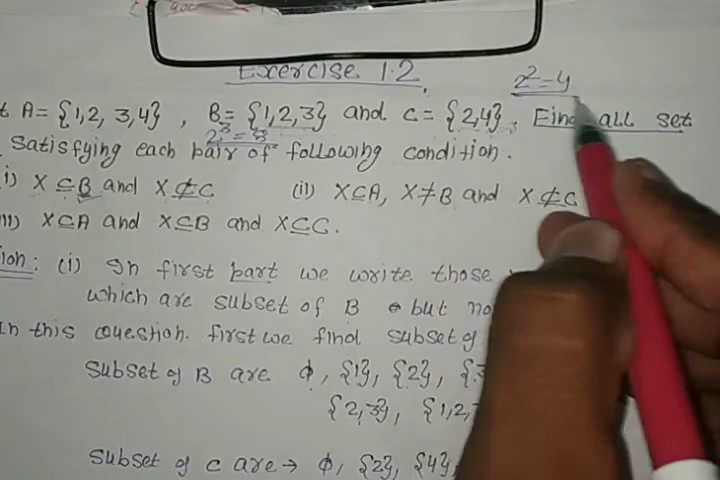 Exercise 1.2
2²=4
A = {1,2, 3,4} , B = {1,2,3} and C = {2,4} . Find all set
2³=8
Satisfying each pair of following condition.
i) X ⊆ B and X ⊄ C (ii) X ⊆ A, X ≠ B and X ⊄ C
X ⊆ A and X ⊆ B and X ⊆ C.
(i) In first part we write those
which are subset of B but
In this question. first we find subset of
Subset of B are ϕ, {1}, {2},
{2,3}, {1,2,
Subset of C are → ϕ, {2}, {4},